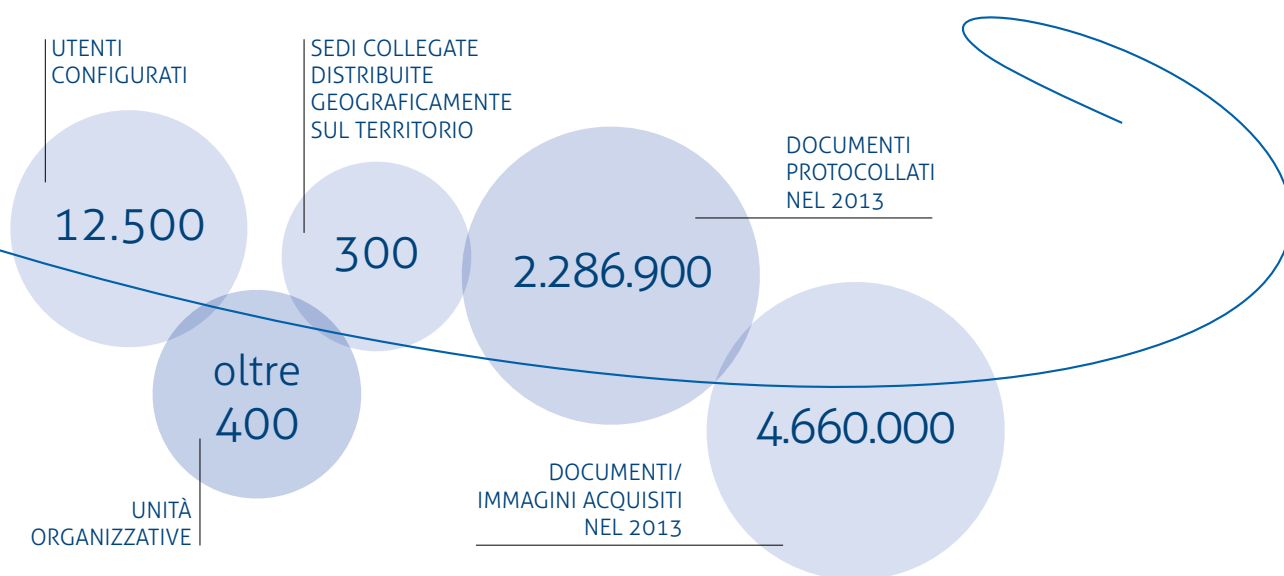 UTENTI
CONFIGURATI
12.500
SEDI COLLEGATE
DISTRIBUITE
GEOGRAFICAMENTE
SUL TERRITORIO
300
DOCUMENTI
PROTOCOLLATI
NEL 2013
2.286.900
oltre
400
UNITÀ
ORGANIZZATIVE
4.660.000
DOCUMENTI/
IMMAGINI ACQUISITI
NEL 2013